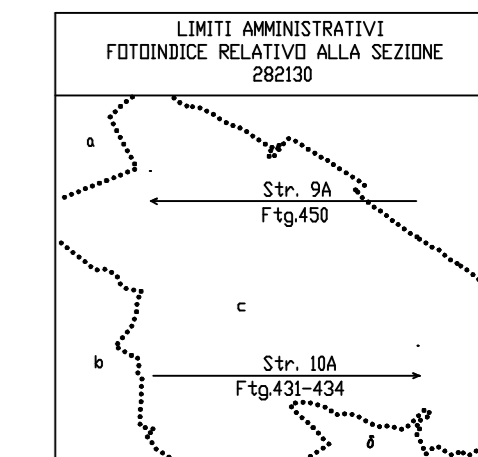 LIMITI AMMINISTRATIVI
FOTOINDICE RELATIVO ALLA SEZIONE
282130
a
Str. 9A
Ftg.450
c
b
Str. 10A
Ftg.431-434